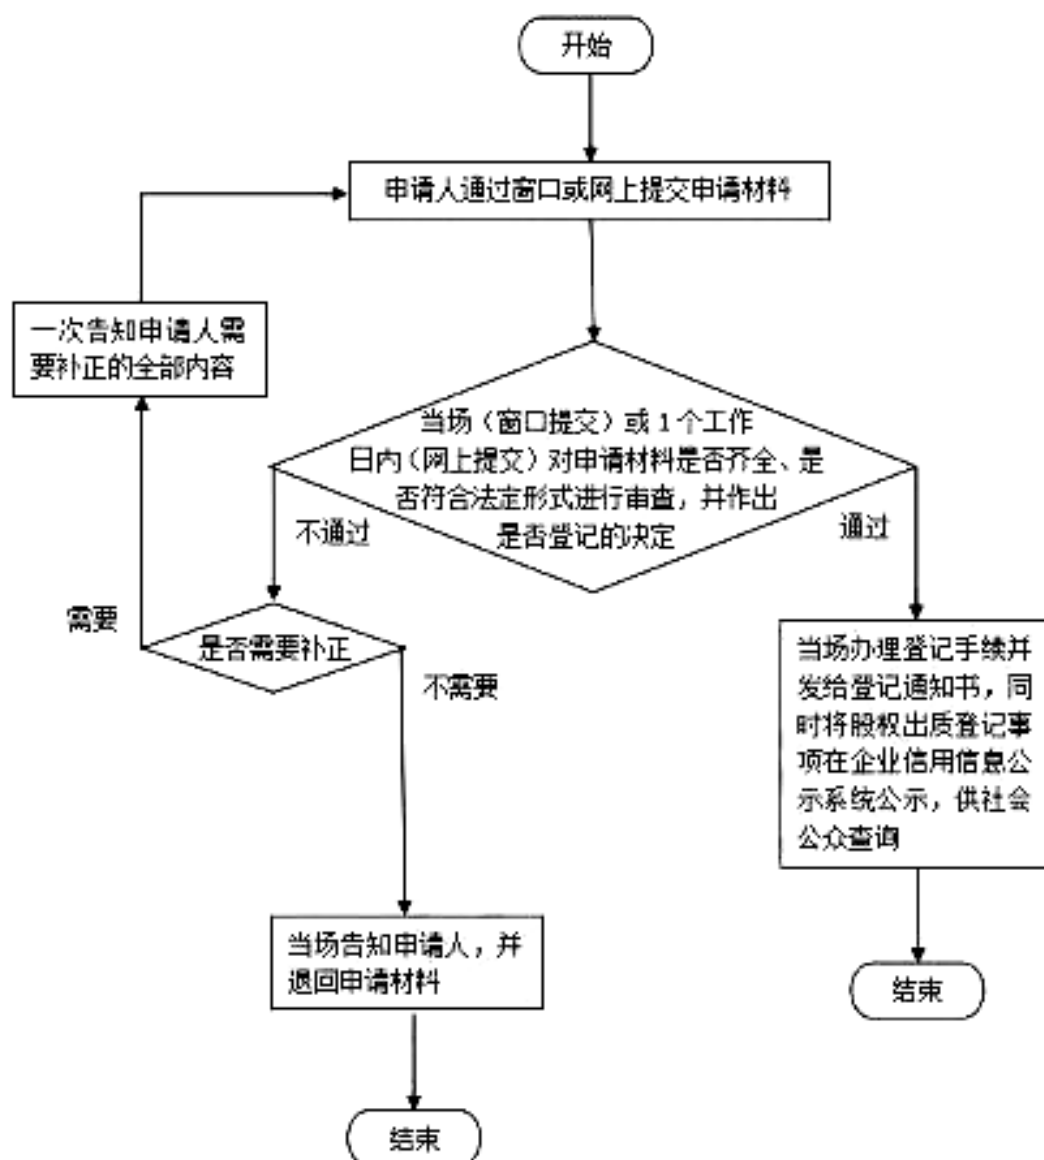 开始
申请人通过窗口或网上提交申请材料
一次告知申请人需
要补正的全部内容
当场（窗口提交）或1个工作
日内（网上提交）对申请材料是否齐全、是
否符合法定形式进行审查，并作出
是否登记的决定
不通过
通过
需要
是否需要补正
不需要
当场办理登记手续并
发给登记通知书，同
时将股权出质登记事
项在企业信用信息公
示系统公示，供社会
公众查询
当场告知申请人，并
退回申请材料
结束
结束